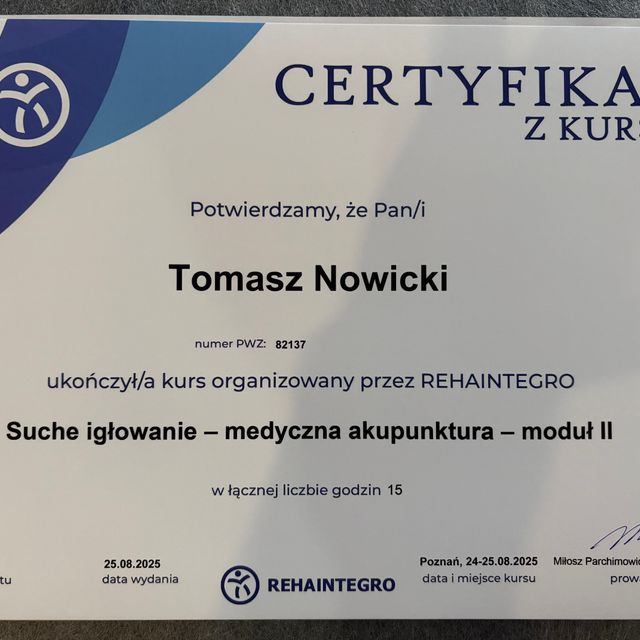 CERTYFIKA
Z KURS
Potwierdzamy, że Pan/i
Tomasz Nowicki
numer PWZ: 82137
ukończył/a kurs organizowany przez REHAINTEGRO
Suche igłowanie – medyczna akupunktura – moduł II
w łącznej liczbie godzin 15
25.08.2025
tu data wydania
REHAINTEGRO
Poznań, 24-25.08.2025
data i miejsce kursu
Miłosz Parchimowic
prowa